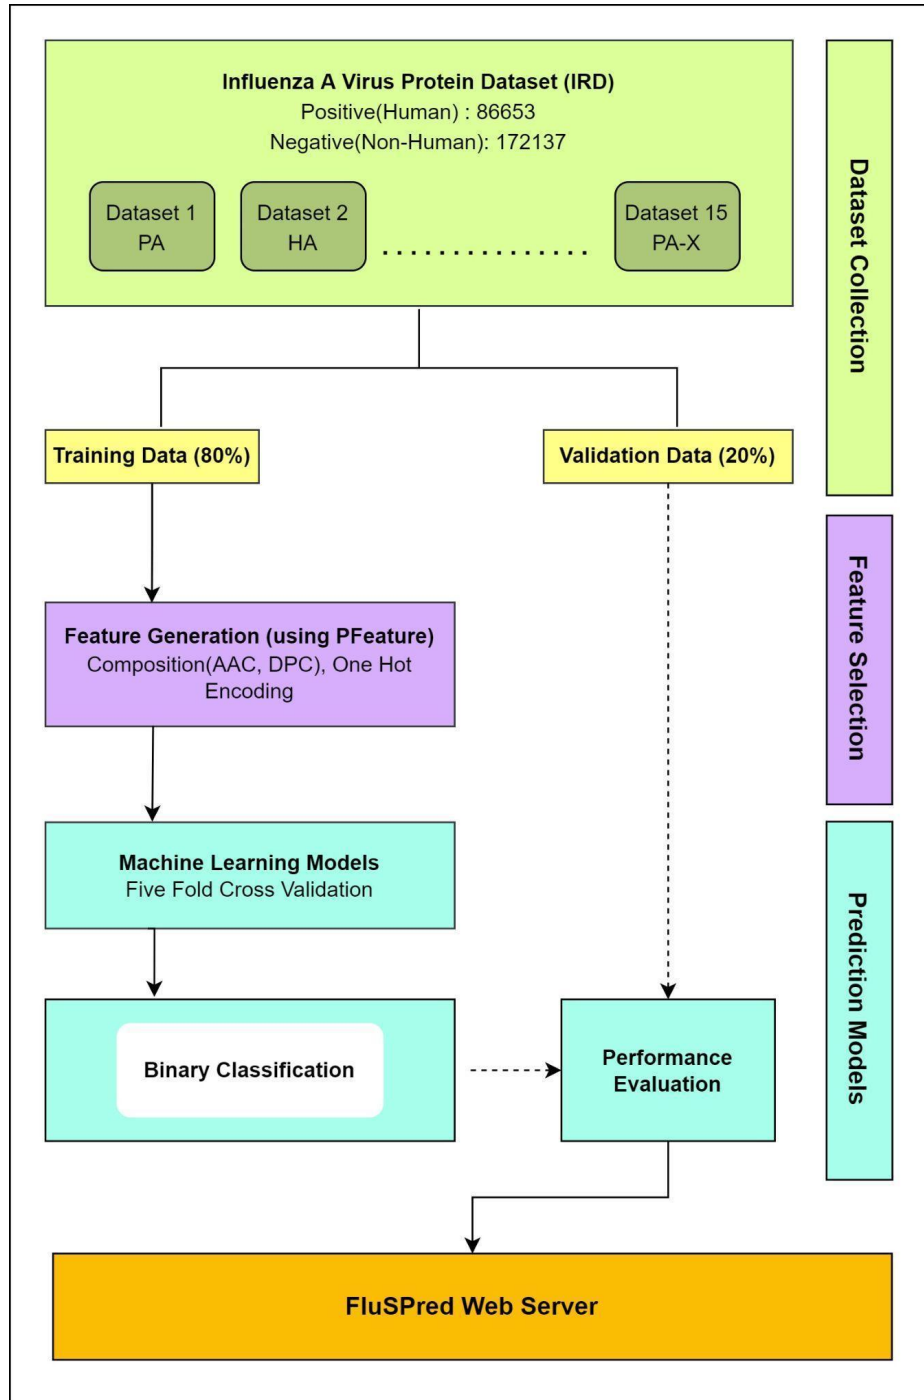 Influenza A Virus Protein Dataset (IRD)
Positive(Human) : 86653
Negative(Non-Human): 172137
Dataset 1
PA
Dataset 2
HA
. . . . . . . . . . . . . . .
Dataset 15
PA-X
Dataset Collection
Training Data (80%)
Validation Data (20%)
Feature Generation (using PFeature)
Composition(AAC, DPC), One Hot
Encoding
Feature Selection
Machine Learning Models
Five Fold Cross Validation
Binary Classification
Performance
Evaluation
Prediction Models
FluSPred Web Server